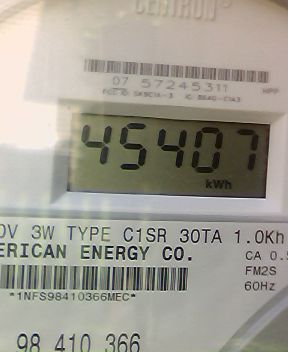 CENTRON®
07 57245311
HPP
45407
kWh
0V 3W TYPE C1SR 30TA 1.0Kh
ERICAN ENERGY CO.
CA 0.5
FM2S
60Hz
*1NFS98410366MEC*
98 410 366